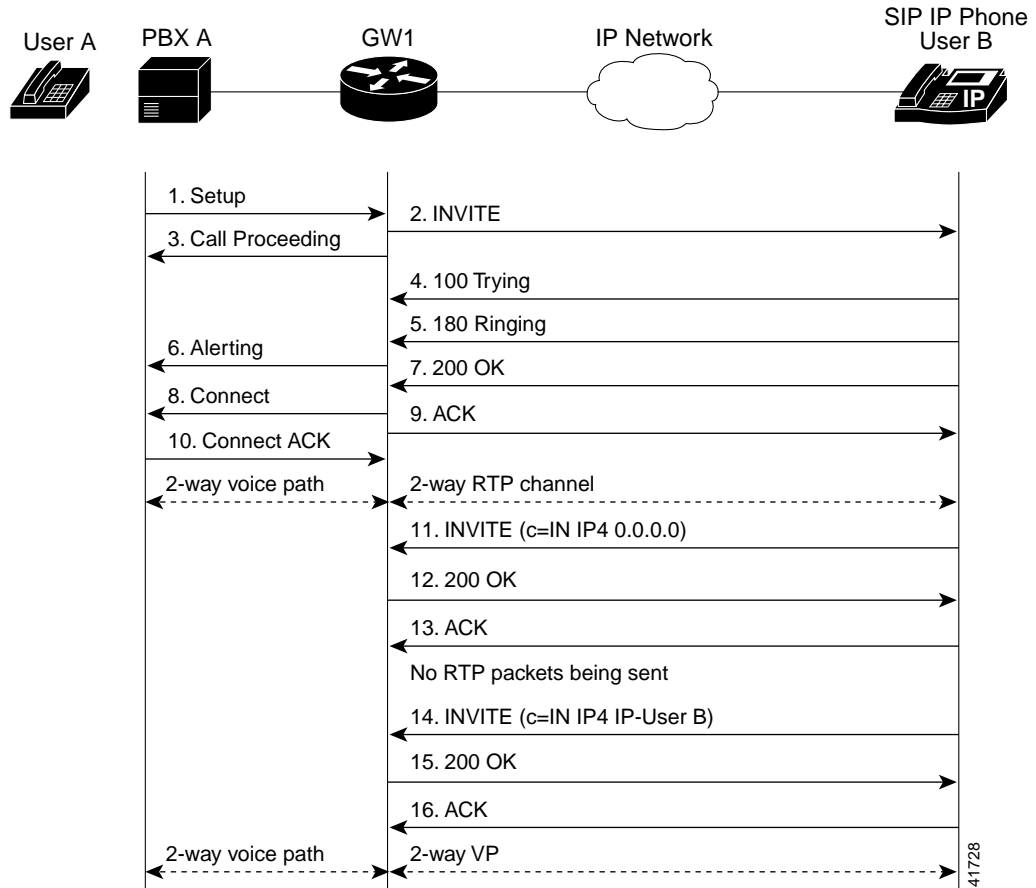 User A
PBX A
GW1
IP Network
SIP IP Phone
User B
IP
1. Setup
2. INVITE
3. Call Proceeding
4. 100 Trying
5. 180 Ringing
6. Alerting
7. 200 OK
8. Connect
9. ACK
10. Connect ACK
2-way voice path
2-way RTP channel
11. INVITE (c=IN IP4 0.0.0.0)
12. 200 OK
13. ACK
No RTP packets being sent
14. INVITE (c=IN IP4 IP-User B)
15. 200 OK
16. ACK
2-way voice path
2-way VP
41728